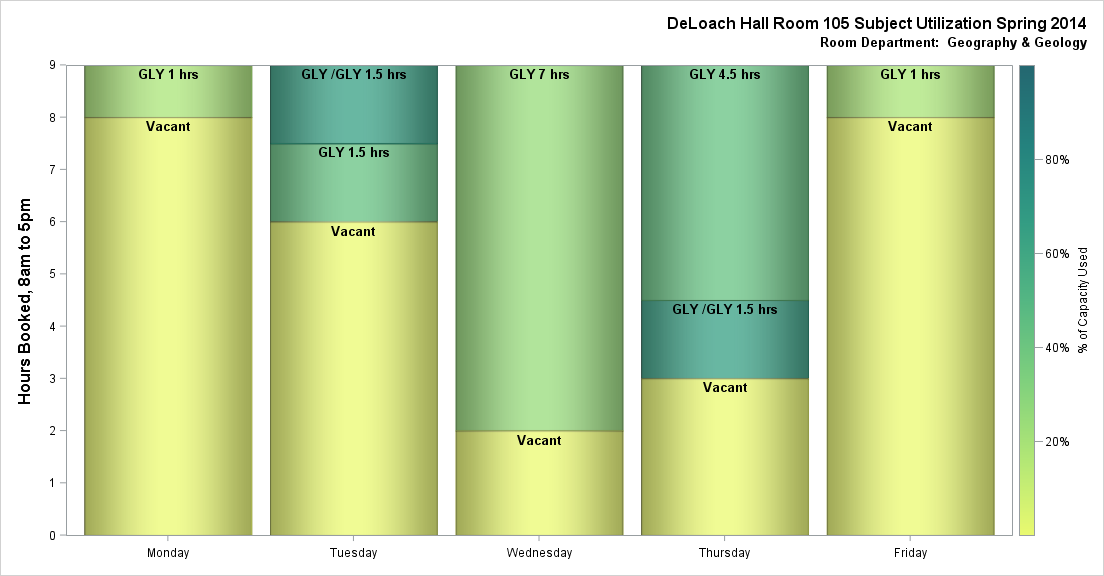 DeLoach Hall Room 105 Subject Utilization Spring 2014
Room Department: Geography & Geology
Hours Booked, 8am to 5pm
9
8
7
6
5
4
3
2
1
0
GLY 1 hrs
Vacant
GLY /GLY 1.5 hrs
GLY 1.5 hrs
Vacant
GLY 7 hrs
Vacant
GLY 4.5 hrs
GLY /GLY 1.5 hrs
Vacant
GLY 1 hrs
Vacant
Monday
Tuesday
Wednesday
Thursday
Friday
80%
60%
40%
20%
% of Capacity Used